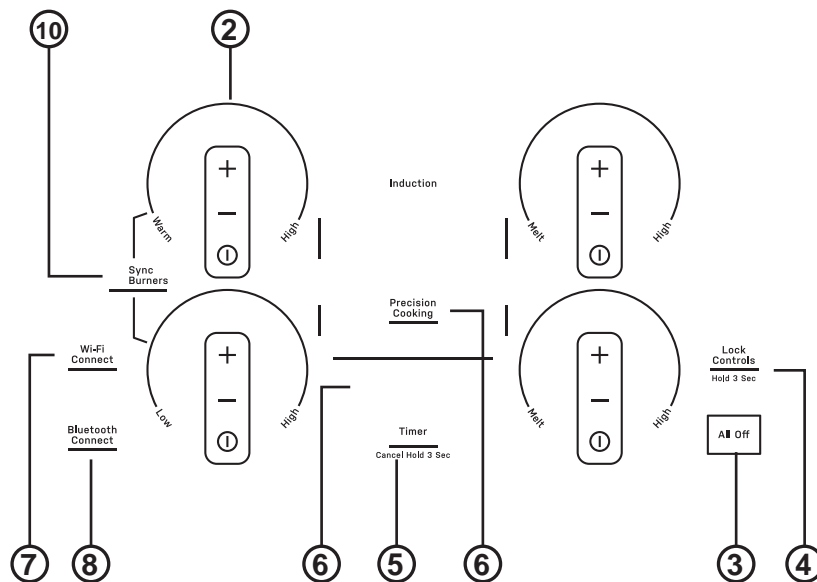 10
2
+
−
Warm
High
Induction
+
−
Melt
High
Sync
Burners
Precision
Cooking
Wi-Fi
Connect
+
−
Low
High
+
−
Melt
High
Lock
Controls
Hold 3 Sec
Bluetooth
Connect
Timer
Cancel Hold 3 Sec
All Off
7
8
6
5
6
3
4